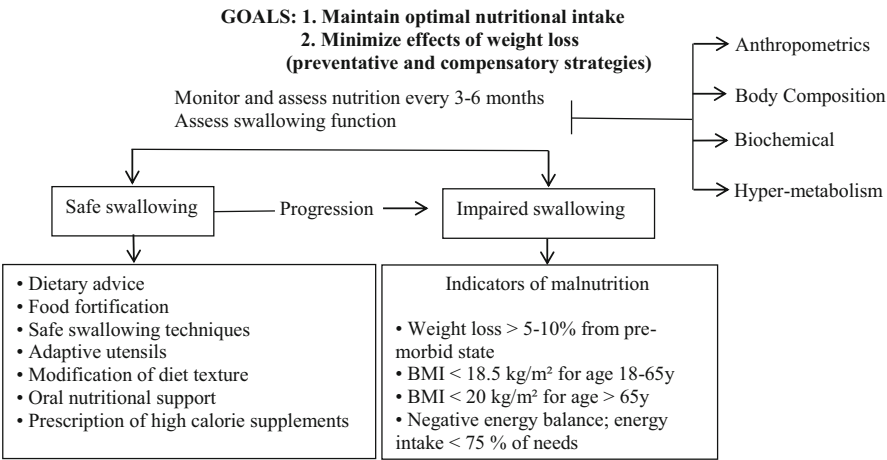 GOALS: 1. Maintain optimal nutritional intake
2. Minimize effects of weight loss
(preventative and compensatory strategies)
Monitor and assess nutrition every 3-6 months
Assess swallowing function
Anthropometrics
Body Composition
Biochemical
Hyper-metabolism
Safe swallowing
Progression
Impaired swallowing
• Dietary advice
• Food fortification
• Safe swallowing techniques
• Adaptive utensils
• Modification of diet texture
• Oral nutritional support
• Prescription of high calorie supplements
Indicators of malnutrition
• Weight loss > 5-10% from pre-
morbid state
• BMI < 18.5 kg/m² for age 18-65y
• BMI < 20 kg/m² for age > 65y
• Negative energy balance; energy
intake < 75 % of needs